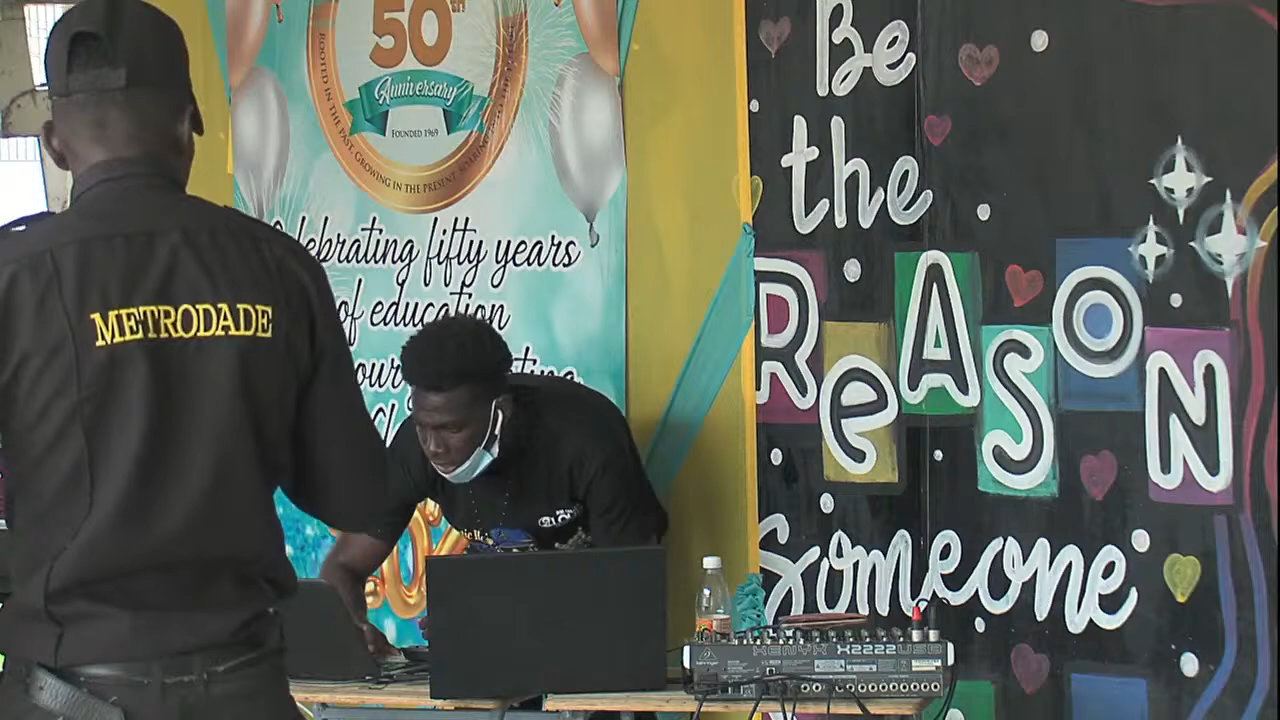 50TH
Anniversary
FOUNDED 1969
ROOTED IN THE PAST, GROWING IN THE PRESENT,
Celebrating fifty years
of education
METRODADE
Be
the
ReASON
Someone
XENYX X2222USB
behringer